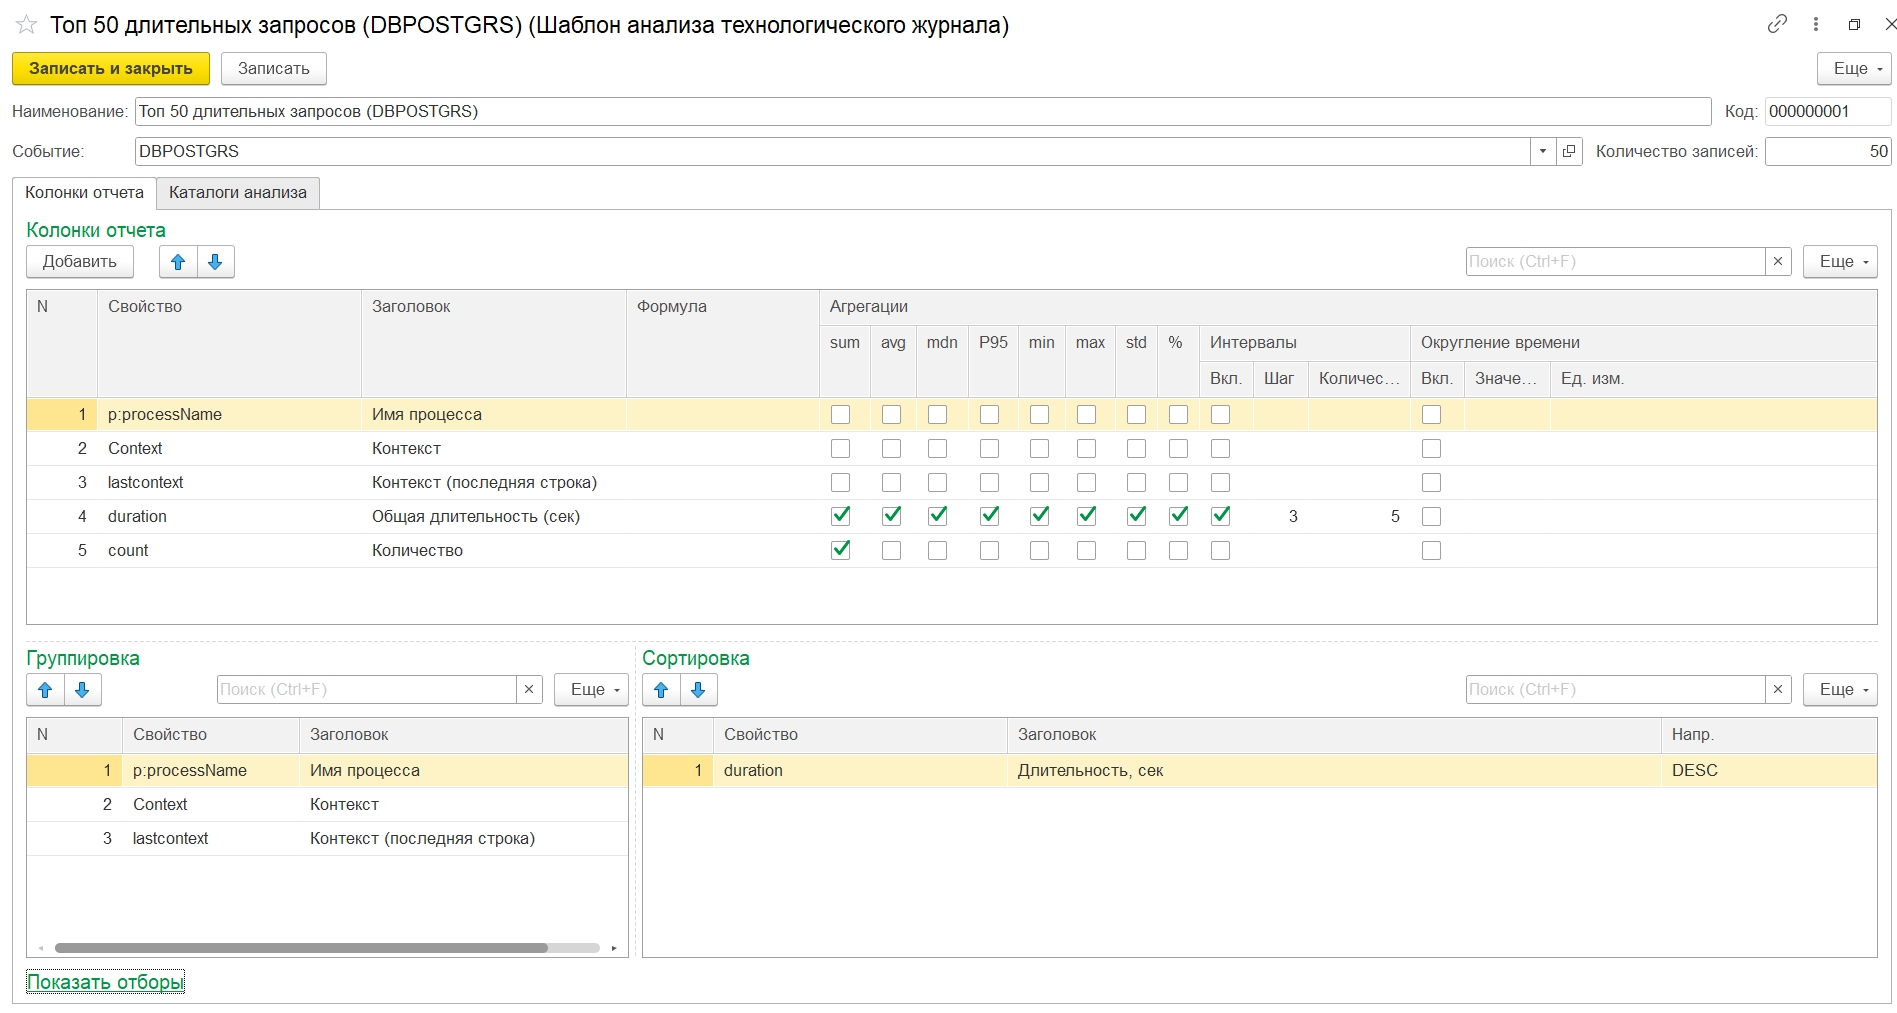 Топ 50 длительных запросов (DBPOSTGRS) (Шаблон анализа технологического журнала)
Записать и закрыть Записать Еще
Наименование: Топ 50 длительных запросов (DBPOSTGRS) Код: 000000001
Событие: DBPOSTGRS Количество записей: 50
Колонки отчета Каталоги анализа
Колонки отчета
Добавить Поиск (Ctrl+F) × Еще
N Свойство Заголовок Формула Агрегации
sum avg mdn P95 min max std % Интервалы Округление времени
Вкл. Шаг Количес... Вкл. Значе... Ед. изм.
1 p:processName Имя процесса
2 Context Контекст
3 lastcontext Контекст (последняя строка)
4 duration Общая длительность (сек) 3 5
5 count Количество
Группировка Сортировка
Поиск (Ctrl+F) × Еще Поиск (Ctrl+F) × Еще
N Свойство Заголовок N Свойство Заголовок Напр.
1 p:processName Имя процесса 1 duration Длительность, сек DESC
2 Context Контекст
3 lastcontext Контекст (последняя строка)
Показать отборы